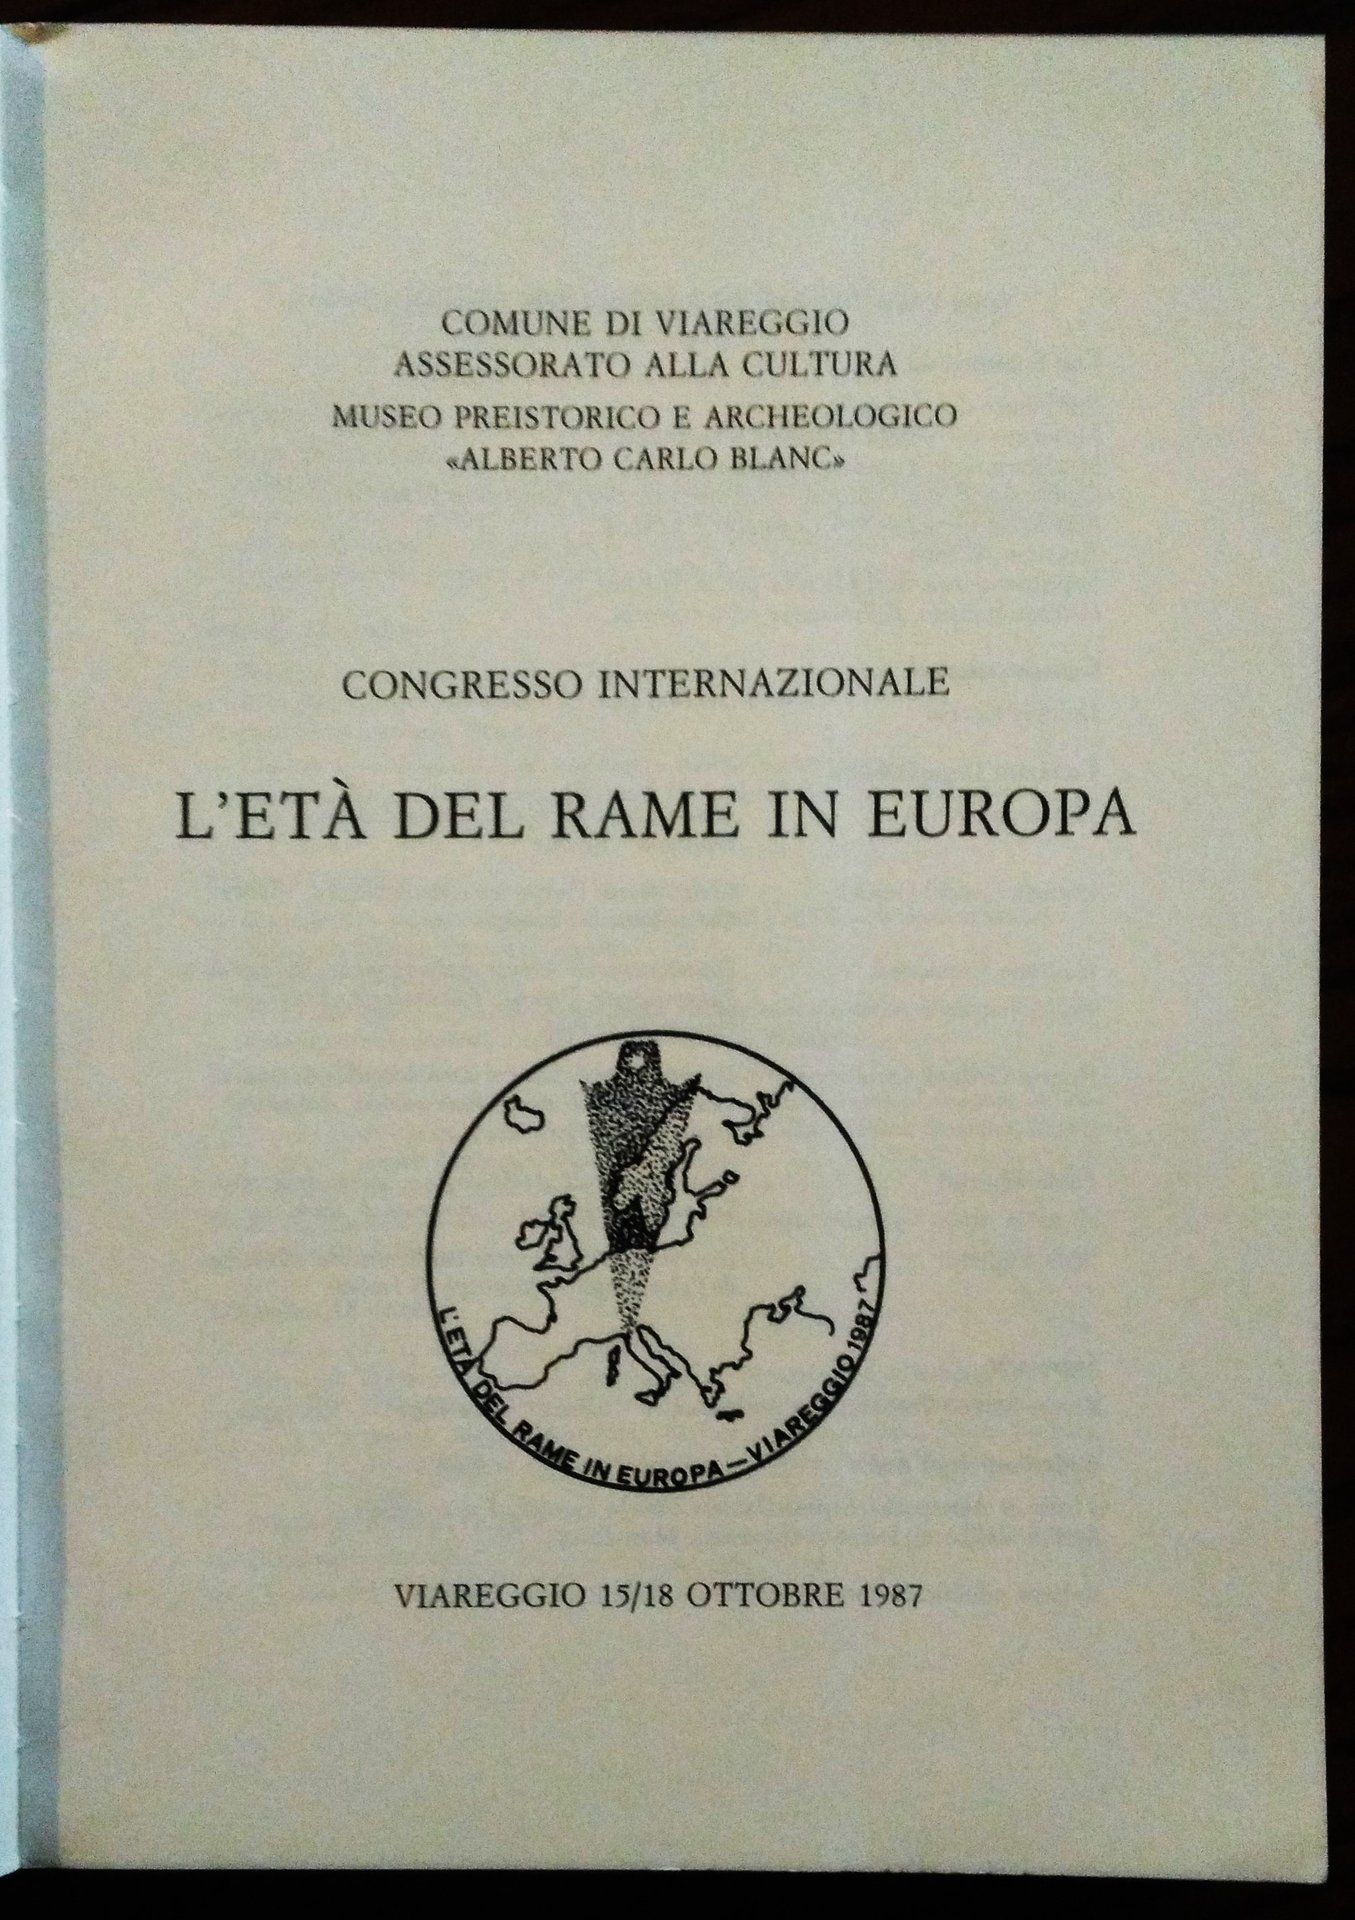 COMUNE DI VIAREGGIO
ASSESSORATO ALLA CULTURA
MUSEO PREISTORICO E ARCHEOLOGICO
«ALBERTO CARLO BLANC»
CONGRESSO INTERNAZIONALE
L'ETÀ DEL RAME IN EUROPA
L'ETÀ DEL RAME IN EUROPA — VIAREGGIO 1987
VIAREGGIO 15/18 OTTOBRE 1987